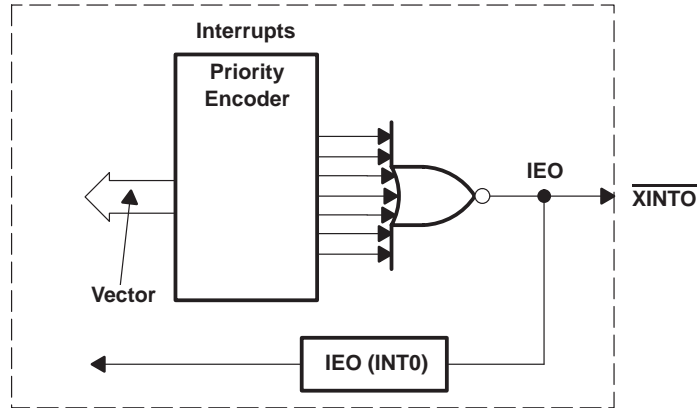 Interrupts
Priority
Encoder
IEO
XINTO
Vector
IEO (INT0)